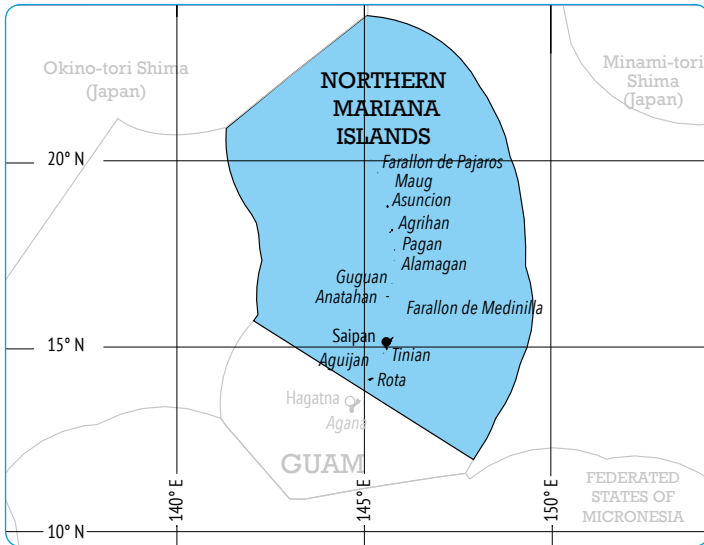 Okino-tori Shima
(Japan)
NORTHERN
MARIANA
ISLANDS
Minami-tori
Shima
(Japan)
20° N
Farallon de Pajaros
Maug
Asuncion
Agrihan
Pagan
Alamagan
Guguan
Anatahan
Farallon de Medinilla
Saipan
15° N
Tinian
Aguijan
Rota
Hagatna
Agana
GUAM
FEDERATED
STATES OF
MICRONESIA
140° E
145° E
150° E
10° N